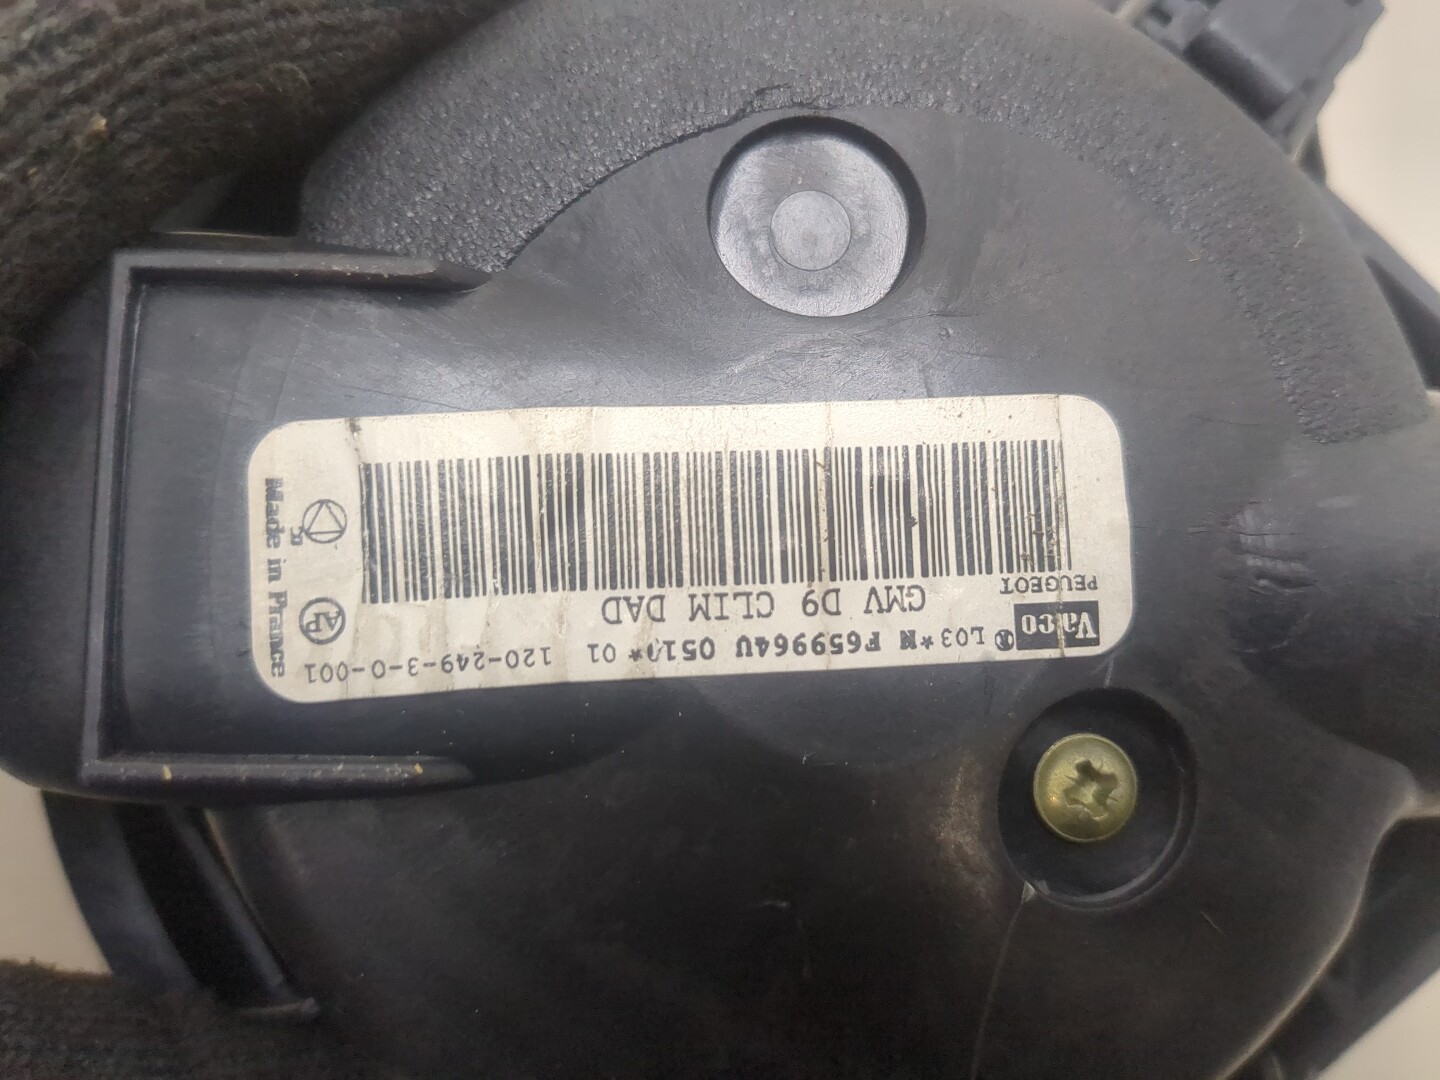 Valeo
Ⓚ L03*N F659964U 0510* 01 120-249-3-0-001
PEUGEOT
GMV D9 CLIM DAD
AP
Made in France